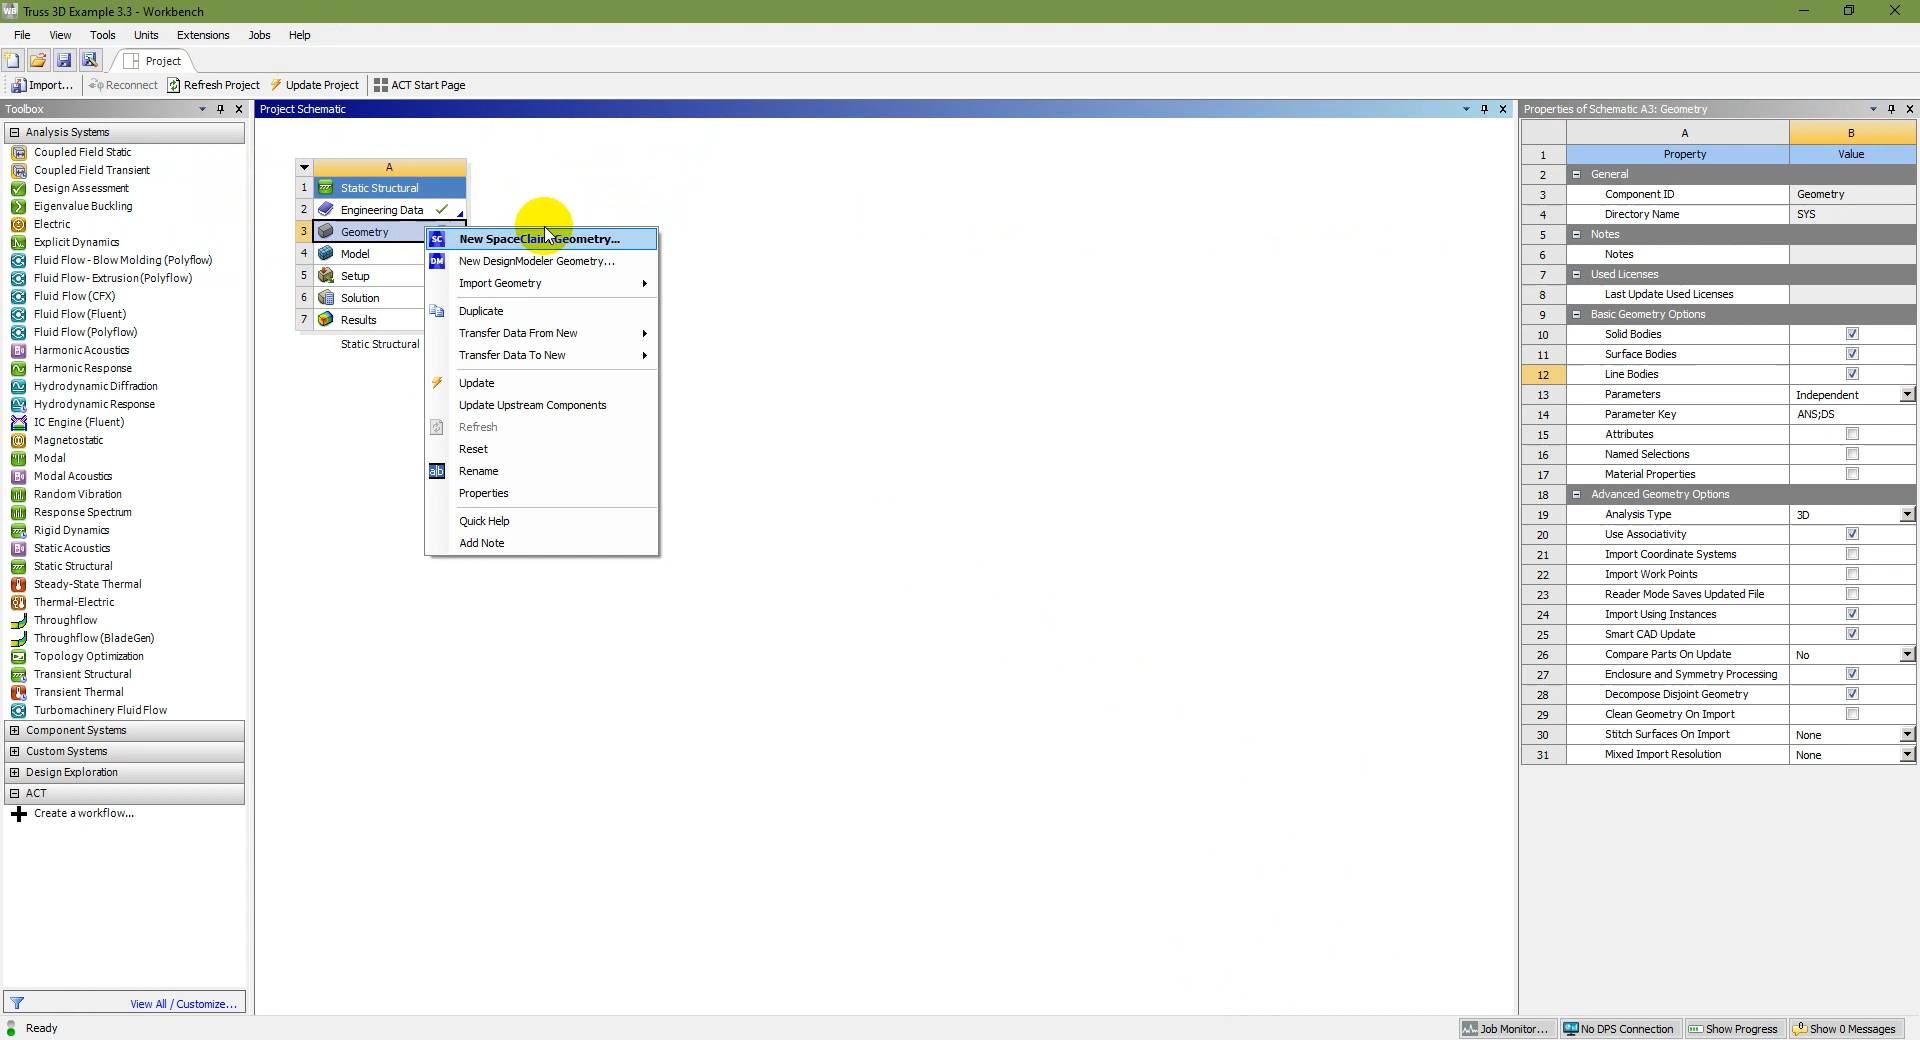 Truss 3D Example 3.3 - Workbench
File View Tools Units Extensions Jobs Help
Project
Import... Reconnect Refresh Project Update Project ACT Start Page
Toolbox
Analysis Systems
Coupled Field Static
Coupled Field Transient
Design Assessment
Eigenvalue Buckling
Electric
Explicit Dynamics
Fluid Flow - Blow Molding (Polyflow)
Fluid Flow - Extrusion (Polyflow)
Fluid Flow (CFX)
Fluid Flow (Fluent)
Fluid Flow (Polyflow)
Harmonic Acoustics
Harmonic Response
Hydrodynamic Diffraction
Hydrodynamic Response
IC Engine (Fluent)
Magnetostatic
Modal
Modal Acoustics
Random Vibration
Response Spectrum
Rigid Dynamics
Static Acoustics
Static Structural
Steady-State Thermal
Thermal-Electric
Throughflow
Throughflow (BladeGen)
Topology Optimization
Transient Structural
Transient Thermal
Turbomachinery Fluid Flow
Component Systems
Custom Systems
Design Exploration
ACT
Create a workflow...
View All / Customize...
Project Schematic
A
1 Static Structural
2 Engineering Data
3 Geometry
4 Model
5 Setup
6 Solution
7 Results
Static Structural
SC New SpaceClaim Geometry...
DM New DesignModeler Geometry...
Import Geometry
Duplicate
Transfer Data From New
Transfer Data To New
Update
Update Upstream Components
Refresh
Reset
a|b Rename
Properties
Quick Help
Add Note
Properties of Schematic A3: Geometry
A B
1 Property Value
2 General
3 Component ID Geometry
4 Directory Name SYS
5 Notes
6 Notes
7 Used Licenses
8 Last Update Used Licenses
9 Basic Geometry Options
10 Solid Bodies
11 Surface Bodies
12 Line Bodies
13 Parameters Independent
14 Parameter Key ANS;DS
15 Attributes
16 Named Selections
17 Material Properties
18 Advanced Geometry Options
19 Analysis Type 3D
20 Use Associativity
21 Import Coordinate Systems
22 Import Work Points
23 Reader Mode Saves Updated File
24 Import Using Instances
25 Smart CAD Update
26 Compare Parts On Update No
27 Enclosure and Symmetry Processing
28 Decompose Disjoint Geometry
29 Clean Geometry On Import
30 Stitch Surfaces On Import None
31 Mixed Import Resolution None
Ready
Job Monitor... No DPS Connection Show Progress Show 0 Messages